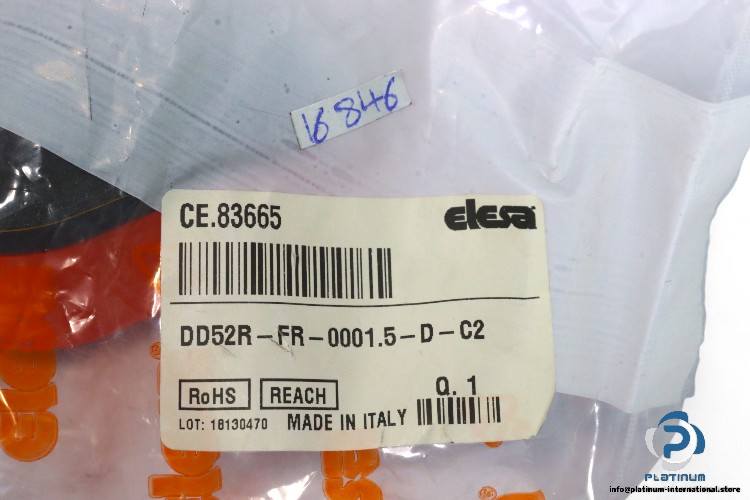 16846
CE.83665
elesa
DD52R-FR-0001.5-D-C2
RoHS REACH Q. 1
LOT: 18130470 MADE IN ITALY
PLATINUM
INTERNATIONAL
info@platinum-international.store